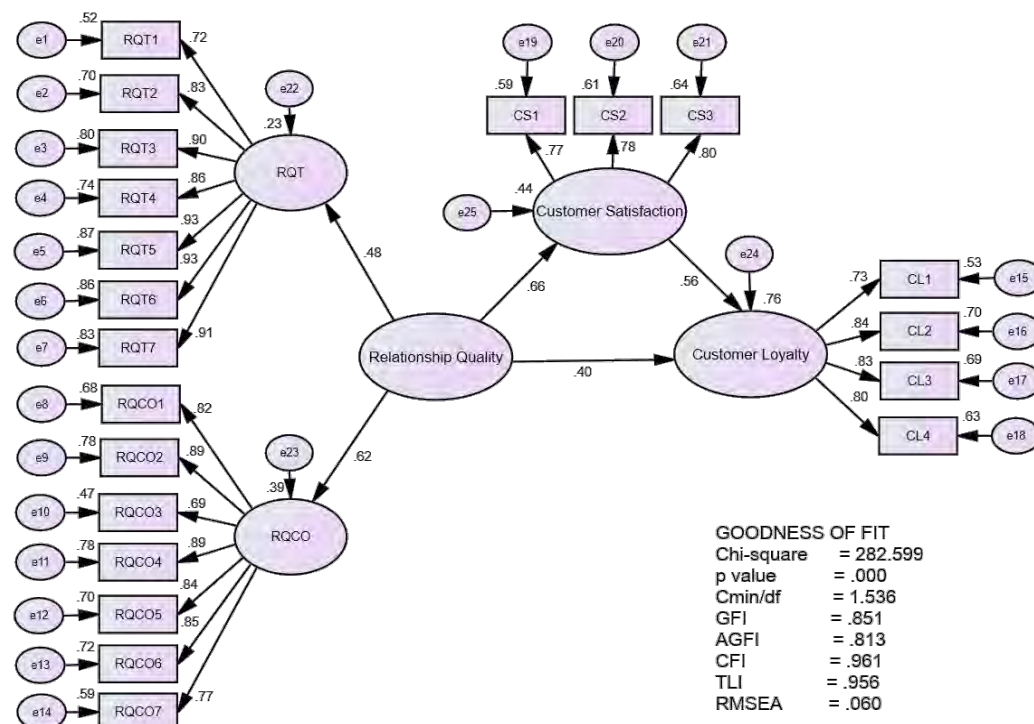 e1 .52 RQT1 .72
e2 .70 RQT2 .83
e3 .80 RQT3 .90
e4 .74 RQT4 .86
e5 .87 RQT5 .93
e6 .86 RQT6 .93
e7 .83 RQT7 .91
e22
.23
RQT
.48
e8 .68 RQCO1 .82
e9 .78 RQCO2 .89
e10 .47 RQCO3 .69
e11 .78 RQCO4 .89
e12 .70 RQCO5 .84
e13 .72 RQCO6 .85
e14 .59 RQCO7 .77
e23
.39
RQCO
.62
Relationship Quality
.66
.40
e19 e20 e21
.59 .61 .64
CS1 CS2 CS3
.77 .78 .80
.44
e25
Customer Satisfaction
.56
e24
.76
Customer Loyalty
.73 CL1 .53 e15
.84 CL2 .70 e16
.83 CL3 .69 e17
.80 CL4 .63 e18
GOODNESS OF FIT
Chi-square = 282.599
p value = .000
Cmin/df = 1.536
GFI = .851
AGFI = .813
CFI = .961
TLI = .956
RMSEA = .060